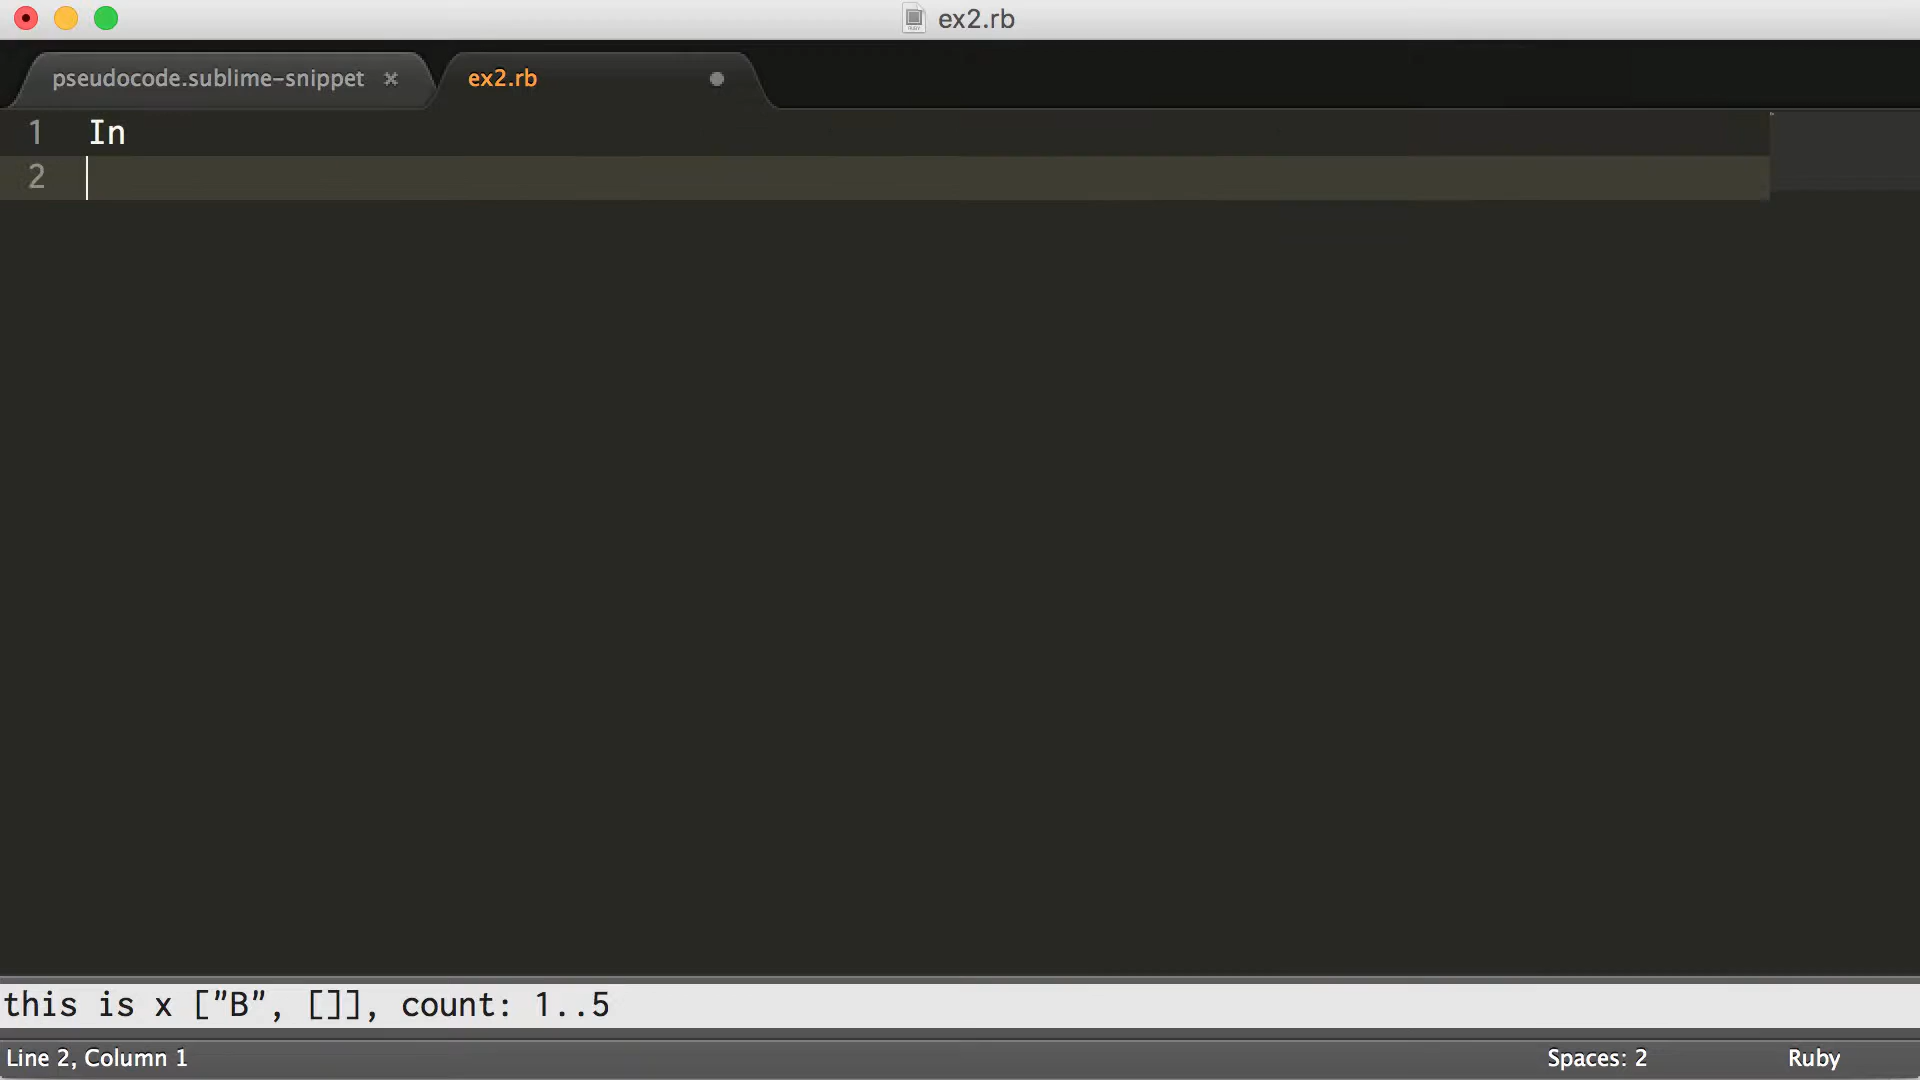 ex2.rb
pseudocode.sublime-snippet ×
ex2.rb
1 In
2
this is x ["B", []], count: 1..5
Line 2, Column 1
Spaces: 2
Ruby